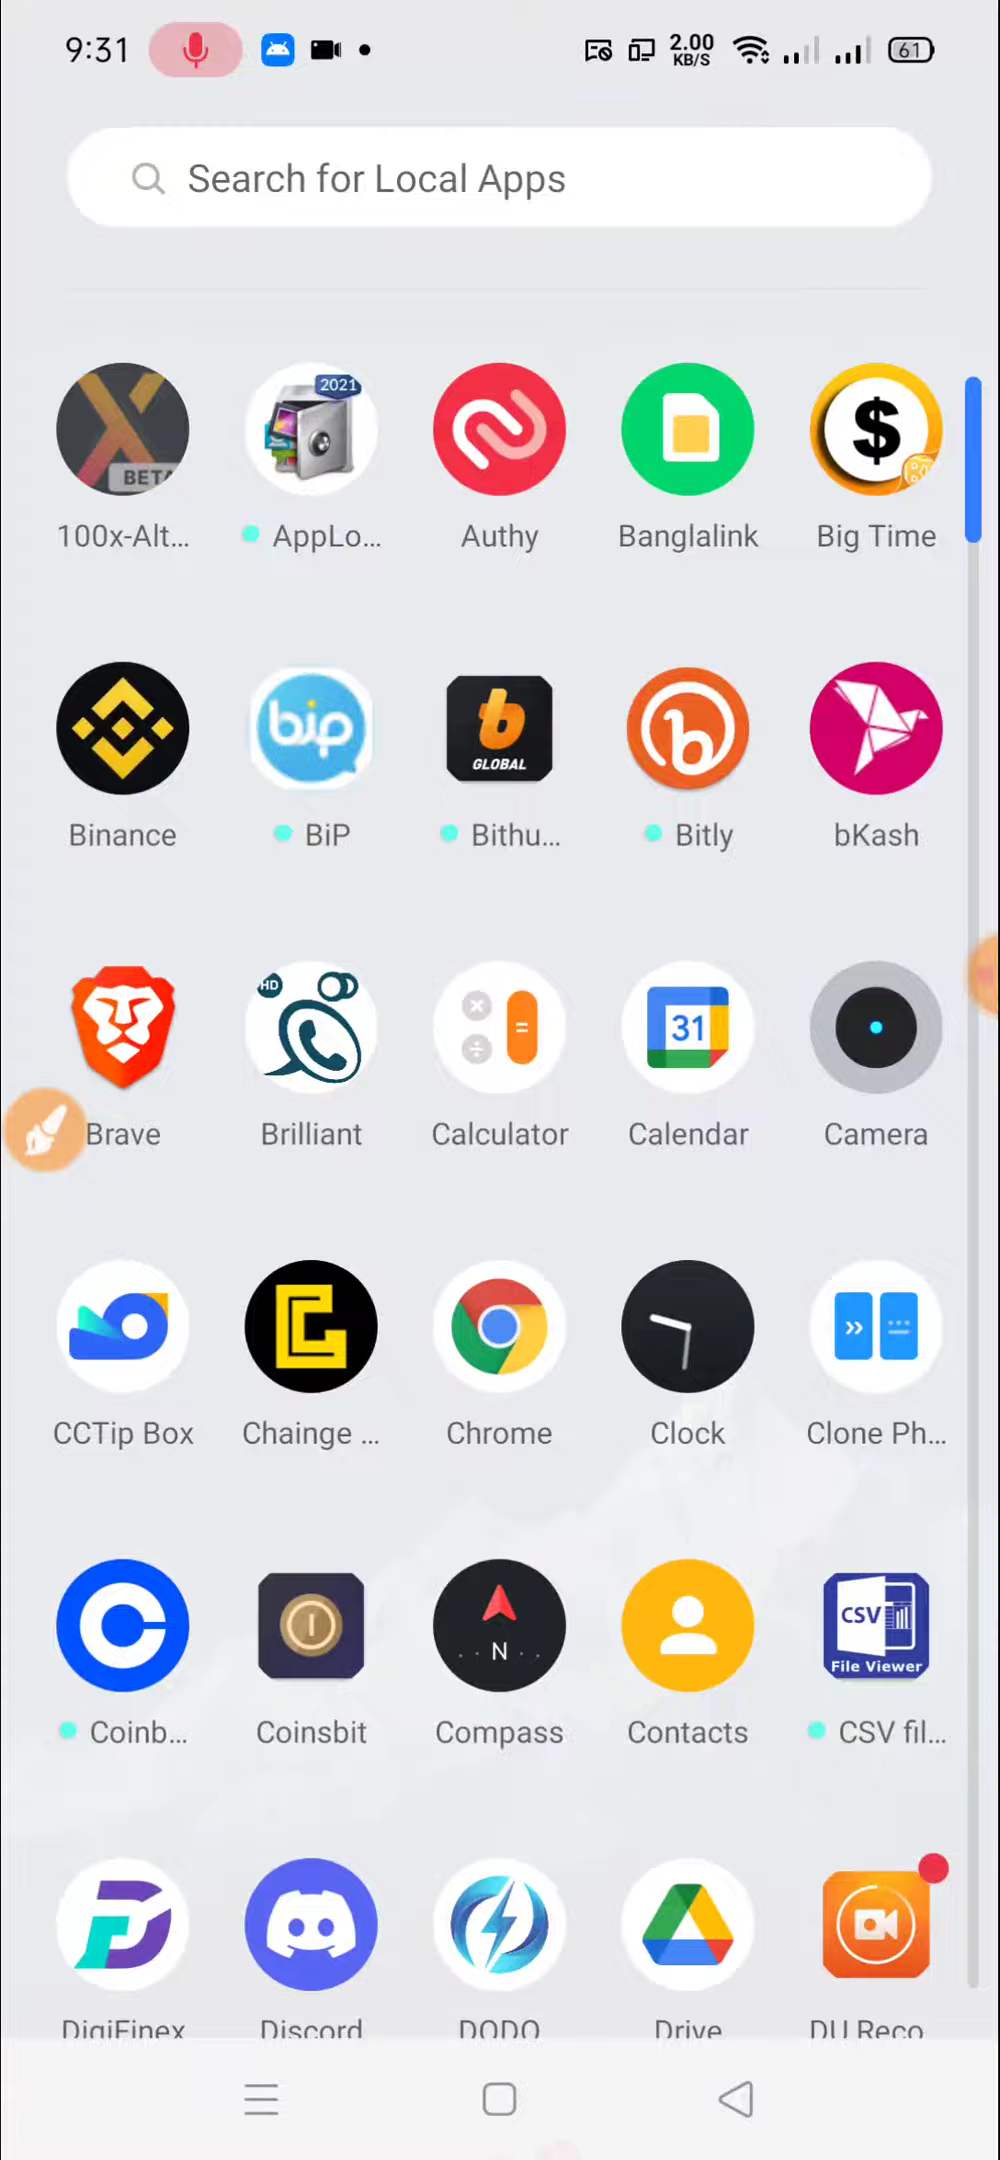 9:31 2.00 KB/S 61
Search for Local Apps
BETA 2021 $
100x-Alt... AppLo... Authy Banglalink Big Time
bip b GLOBAL b
Binance BiP Bithu... Bitly bKash
HD 31
Brave Brilliant Calculator Calendar Camera
CCTip Box Chainge ... Chrome Clock Clone Ph...
N CSV File Viewer
Coinb... Coinsbit Compass Contacts CSV fil...
DigiFinex Discord DODO Drive DU Reco